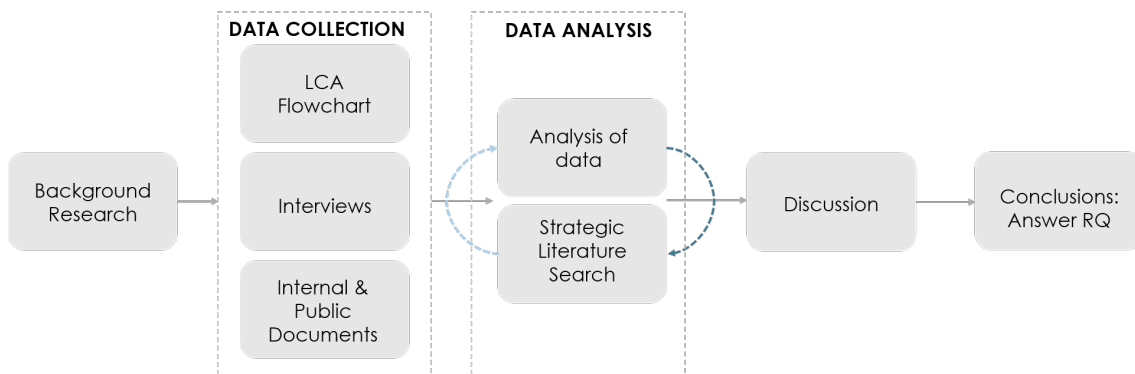 DATA COLLECTION
DATA ANALYSIS
LCA
Flowchart
Background
Research
Interviews
Internal &
Public
Documents
Analysis of
data
Strategic
Literature
Search
Discussion
Conclusions:
Answer RQ